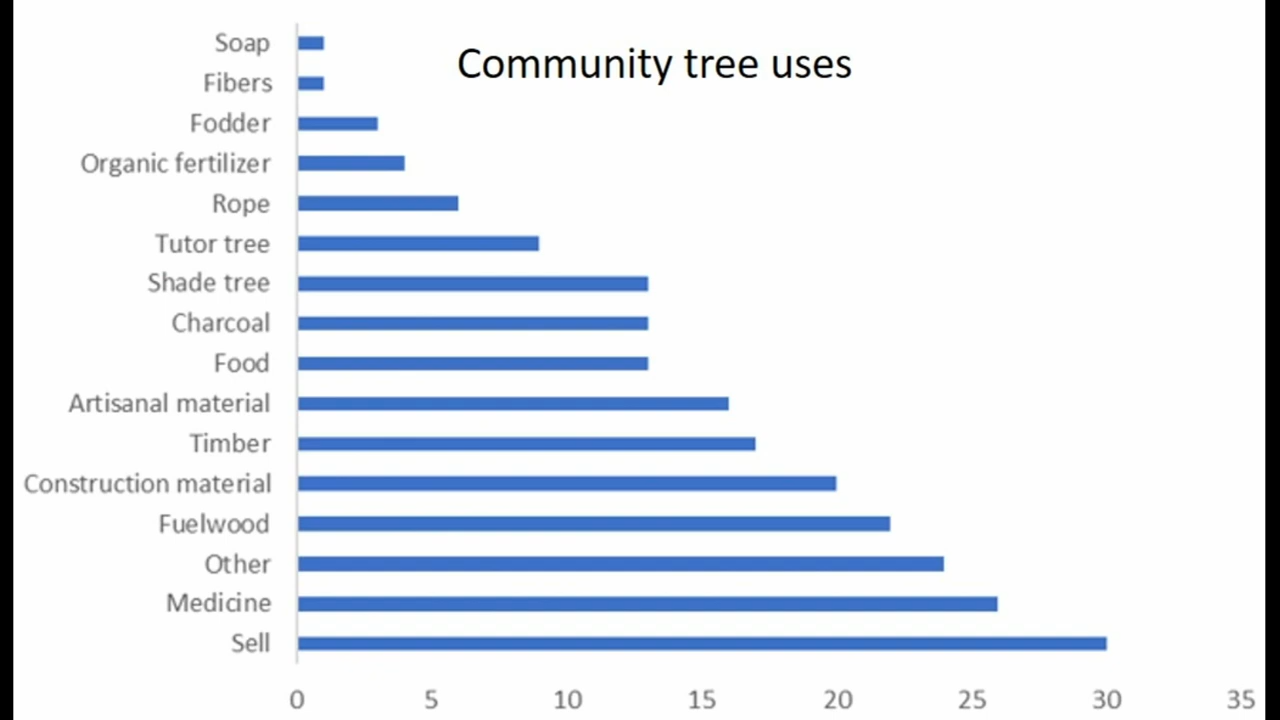 Community tree uses
Soap
Fibers
Fodder
Organic fertilizer
Rope
Tutor tree
Shade tree
Charcoal
Food
Artisanal material
Timber
Construction material
Fuelwood
Other
Medicine
Sell
0 5 10 15 20 25 30 35